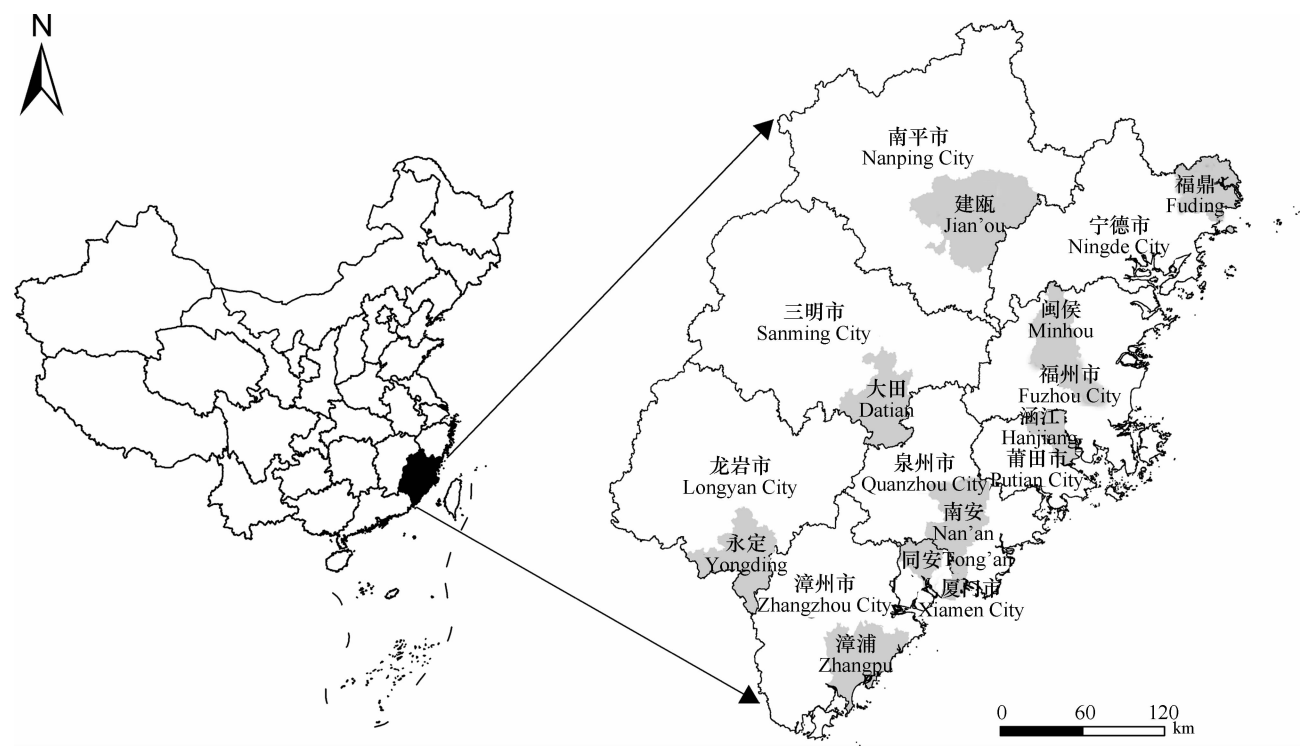 N
南平市
Nanping City
福鼎
Fuding
建瓯
Jian'ou
宁德市
Ningde City
三明市
Sanming City
闽侯
Minhou
福州市
Fuzhou City
大田
Datian
涵江
Hanjiang
莆田市
Putian City
龙岩市
Longyan City
泉州市
Quanzhou City
南安
Nan'an
永定
Yongding
同安 Tong'an
漳州市
Zhangzhou City
厦门市
Xiamen City
漳浦
Zhangpu
0 60 120
km